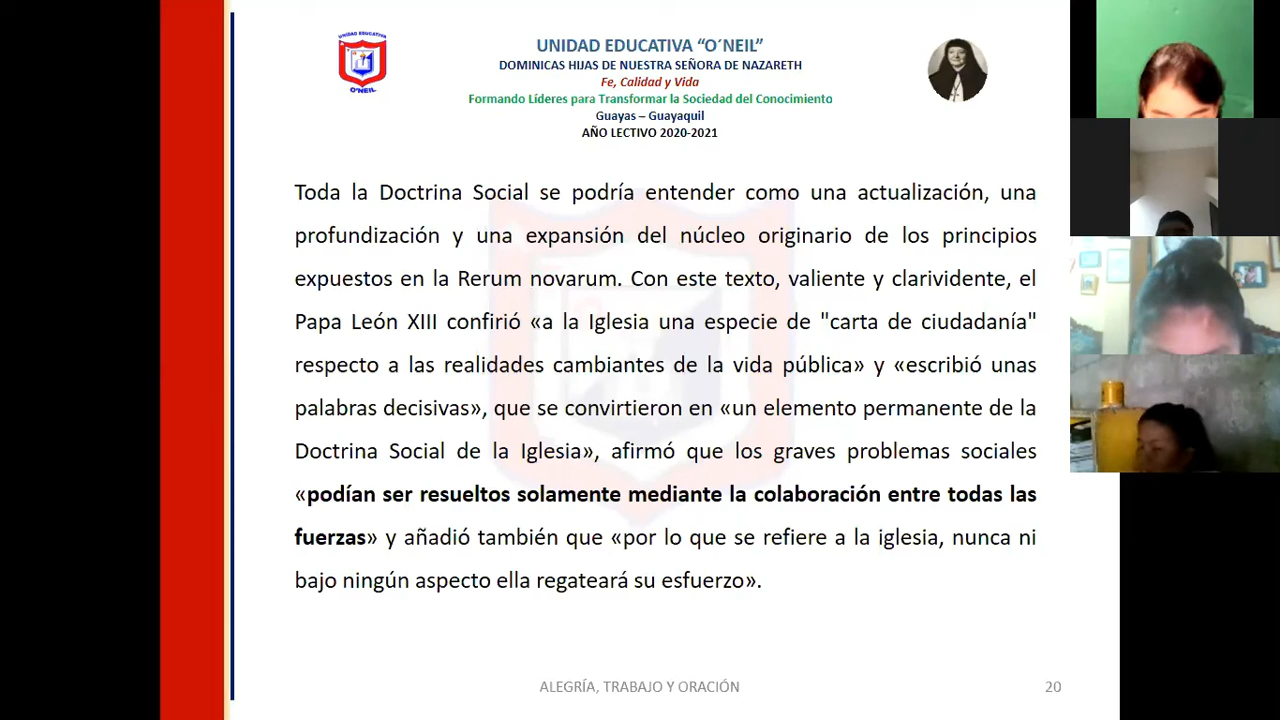 UNIDAD EDUCATIVA
O'NEIL
UNIDAD EDUCATIVA “O´NEIL”
DOMINICAS HIJAS DE NUESTRA SEÑORA DE NAZARETH
Fe, Calidad y Vida
Formando Líderes para Transformar la Sociedad del Conocimiento
Guayas – Guayaquil
AÑO LECTIVO 2020-2021
Toda la Doctrina Social se podría entender como una actualización, una
profundización y una expansión del núcleo originario de los principios
expuestos en la Rerum novarum. Con este texto, valiente y clarividente, el
Papa León XIII confirió «a la Iglesia una especie de "carta de ciudadanía"
respecto a las realidades cambiantes de la vida pública» y «escribió unas
palabras decisivas», que se convirtieron en «un elemento permanente de la
Doctrina Social de la Iglesia», afirmó que los graves problemas sociales
«podían ser resueltos solamente mediante la colaboración entre todas las
fuerzas» y añadió también que «por lo que se refiere a la iglesia, nunca ni
bajo ningún aspecto ella regateará su esfuerzo».
ALEGRÍA, TRABAJO Y ORACIÓN
20